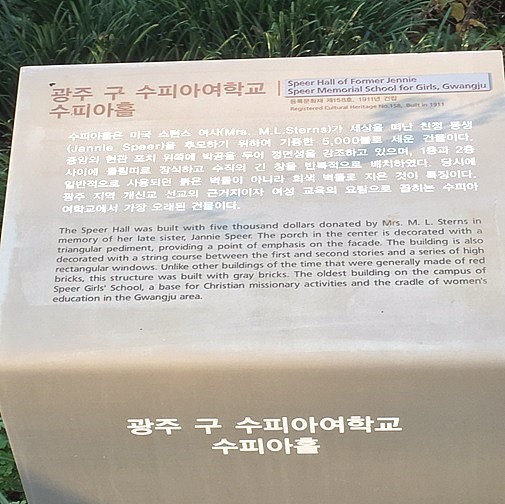 광주 구 수피아여학교
수피아홀
Speer Hall of Former Jennie
Speer Memorial School for Girls, Gwangju
등록문화재 제158호, 1911년 건립
Registered Cultural Heritage No.158, Built in 1911
수피아홀은 미국 스턴스 여사(Mrs. M.L.Sterns)가 세상을 떠난 친정 동생
(Jannie Speer)을 추모하기 위하여 기증한 5,000불로 세운 건물이다.
중앙의 현관 포치 위쪽에 박공을 두어 정면성을 강조하고 있으며, 1층과 2층
사이에 돌림띠로 장식하고 수직의 긴 창을 반복적으로 배치하였다. 당시에
일반적으로 사용되던 붉은 벽돌이 아니라 회색 벽돌로 지은 것이 특징이다.
광주 지역 개신교 선교의 근거지이자 여성 교육의 요람으로 꼽히는 수피아
여학교에서 가장 오래된 건물이다.
The Speer Hall was built with five thousand dollars donated by Mrs. M. L. Sterns in
memory of her late sister, Jannie Speer. The porch in the center is decorated with a
triangular pediment, providing a point of emphasis on the facade. The building is also
decorated with a string course between the first and second stories and a series of high
rectangular windows. Unlike other buildings of the time that were generally made of red
bricks, this structure was built with gray bricks. The oldest building on the campus of
Speer Girls' School, a base for Christian missionary activities and the cradle of women's
education in the Gwangju area.
광주 구 수피아여학교
수피아홀